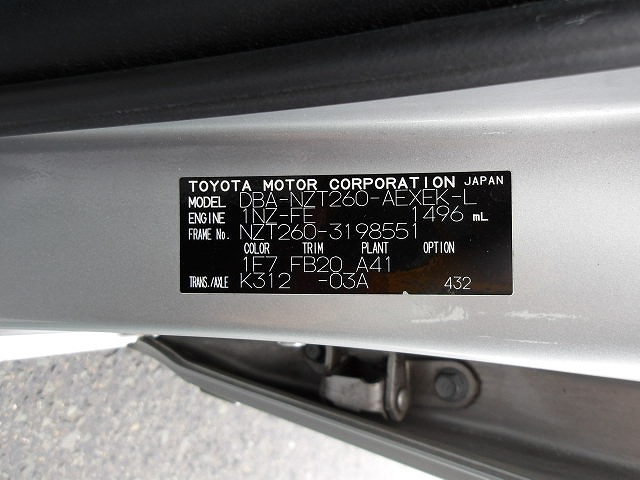 TOYOTA MOTOR CORPORATION JAPAN
MODEL DBA-NZT260-AEXEK-L
ENGINE 1NZ-FE 1496 mL
FRAME No. NZT260-3198551
COLOR TRIM PLANT OPTION
1E7 FB20 A41
TRANS./AXLE K312 -03A 432